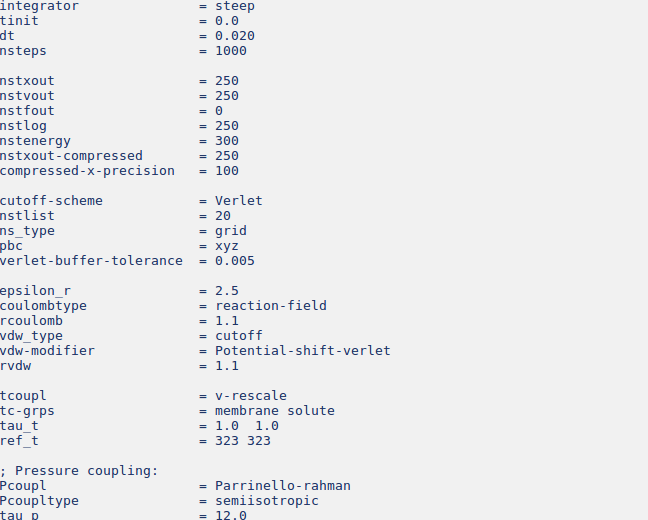 integrator = steep
tinit = 0.0
dt = 0.020
nsteps = 1000
nstxout = 250
nstvout = 250
nstfout = 0
nstlog = 250
nstenergy = 300
nstxout-compressed = 250
compressed-x-precision = 100
cutoff-scheme = Verlet
nstlist = 20
ns_type = grid
pbc = xyz
verlet-buffer-tolerance = 0.005
epsilon_r = 2.5
coulombtype = reaction-field
rcoulomb = 1.1
vdw_type = cutoff
vdw-modifier = Potential-shift-verlet
rvdw = 1.1
tcoupl = v-rescale
tc-grps = membrane solute
tau_t = 1.0 1.0
ref_t = 323 323
; Pressure coupling:
Pcoupl = Parrinello-rahman
Pcoupltype = semiisotropic
tau_p = 12.0